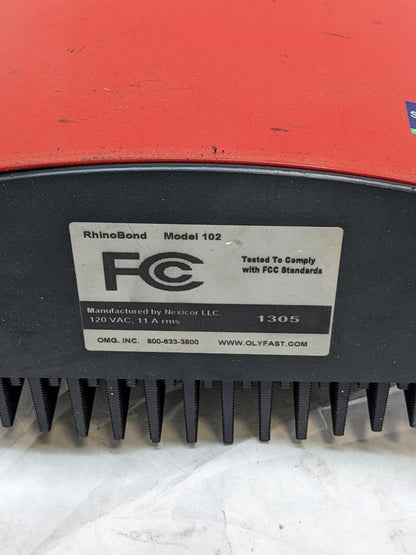 RhinoBond Model 102
FC
Tested To Comply
with FCC Standards
Manufactured by Nexicor LLC.
120 VAC, 11 A rms
1305
OMG, INC. 800-633-3800 WWW.OLYFAST.COM
S